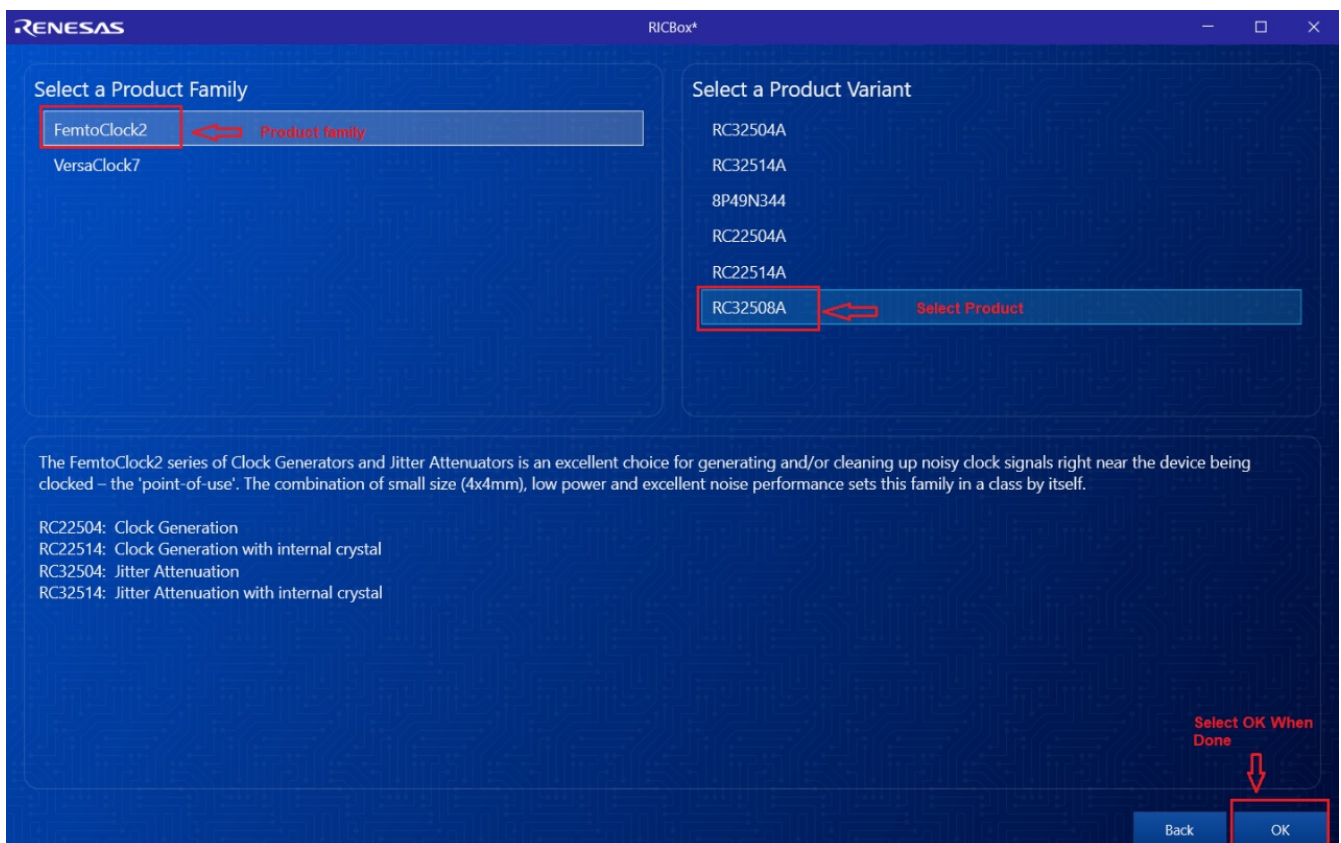 RENESAS
RICBox*
Select a Product Family
FemtoClock2
Product family
VersaClock7
Select a Product Variant
RC32504A
RC32514A
8P49N344
RC22504A
RC22514A
RC32508A
Select Product
The FemtoClock2 series of Clock Generators and Jitter Attenuators is an excellent choice for generating and/or cleaning up noisy clock signals right near the device being
clocked – the 'point-of-use'. The combination of small size (4x4mm), low power and excellent noise performance sets this family in a class by itself.
RC22504: Clock Generation
RC22514: Clock Generation with internal crystal
RC32504: Jitter Attenuation
RC32514: Jitter Attenuation with internal crystal
Select OK When
Done
Back
OK